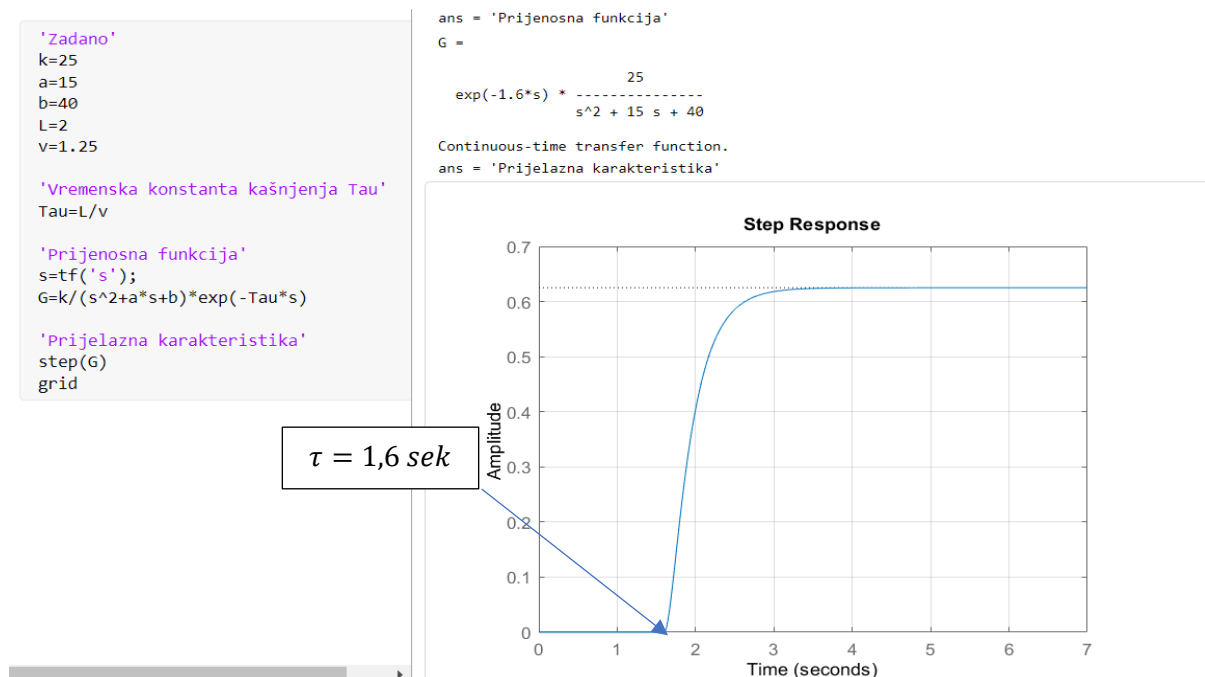 'Zadano'
k=25
a=15
b=40
L=2
v=1.25
'Vremenska konstanta kašnjenja Tau'
Tau=L/v
'Prijenosna funkcija'
s=tf('s');
G=k/(s^2+a*s+b)*exp(-Tau*s)
'Prijelazna karakteristika'
step(G)
grid
ans = 'Prijenosna funkcija'
G =
25
exp(-1.6*s) * ---------------
s^2 + 15 s + 40
Continuous-time transfer function.
ans = 'Prijelazna karakteristika'
Step Response
0.7
0.6
0.5
0.4
0.3
0.2
0.1
0
Amplitude
0 1 2 3 4 5 6 7
Time (seconds)
τ = 1,6 sek